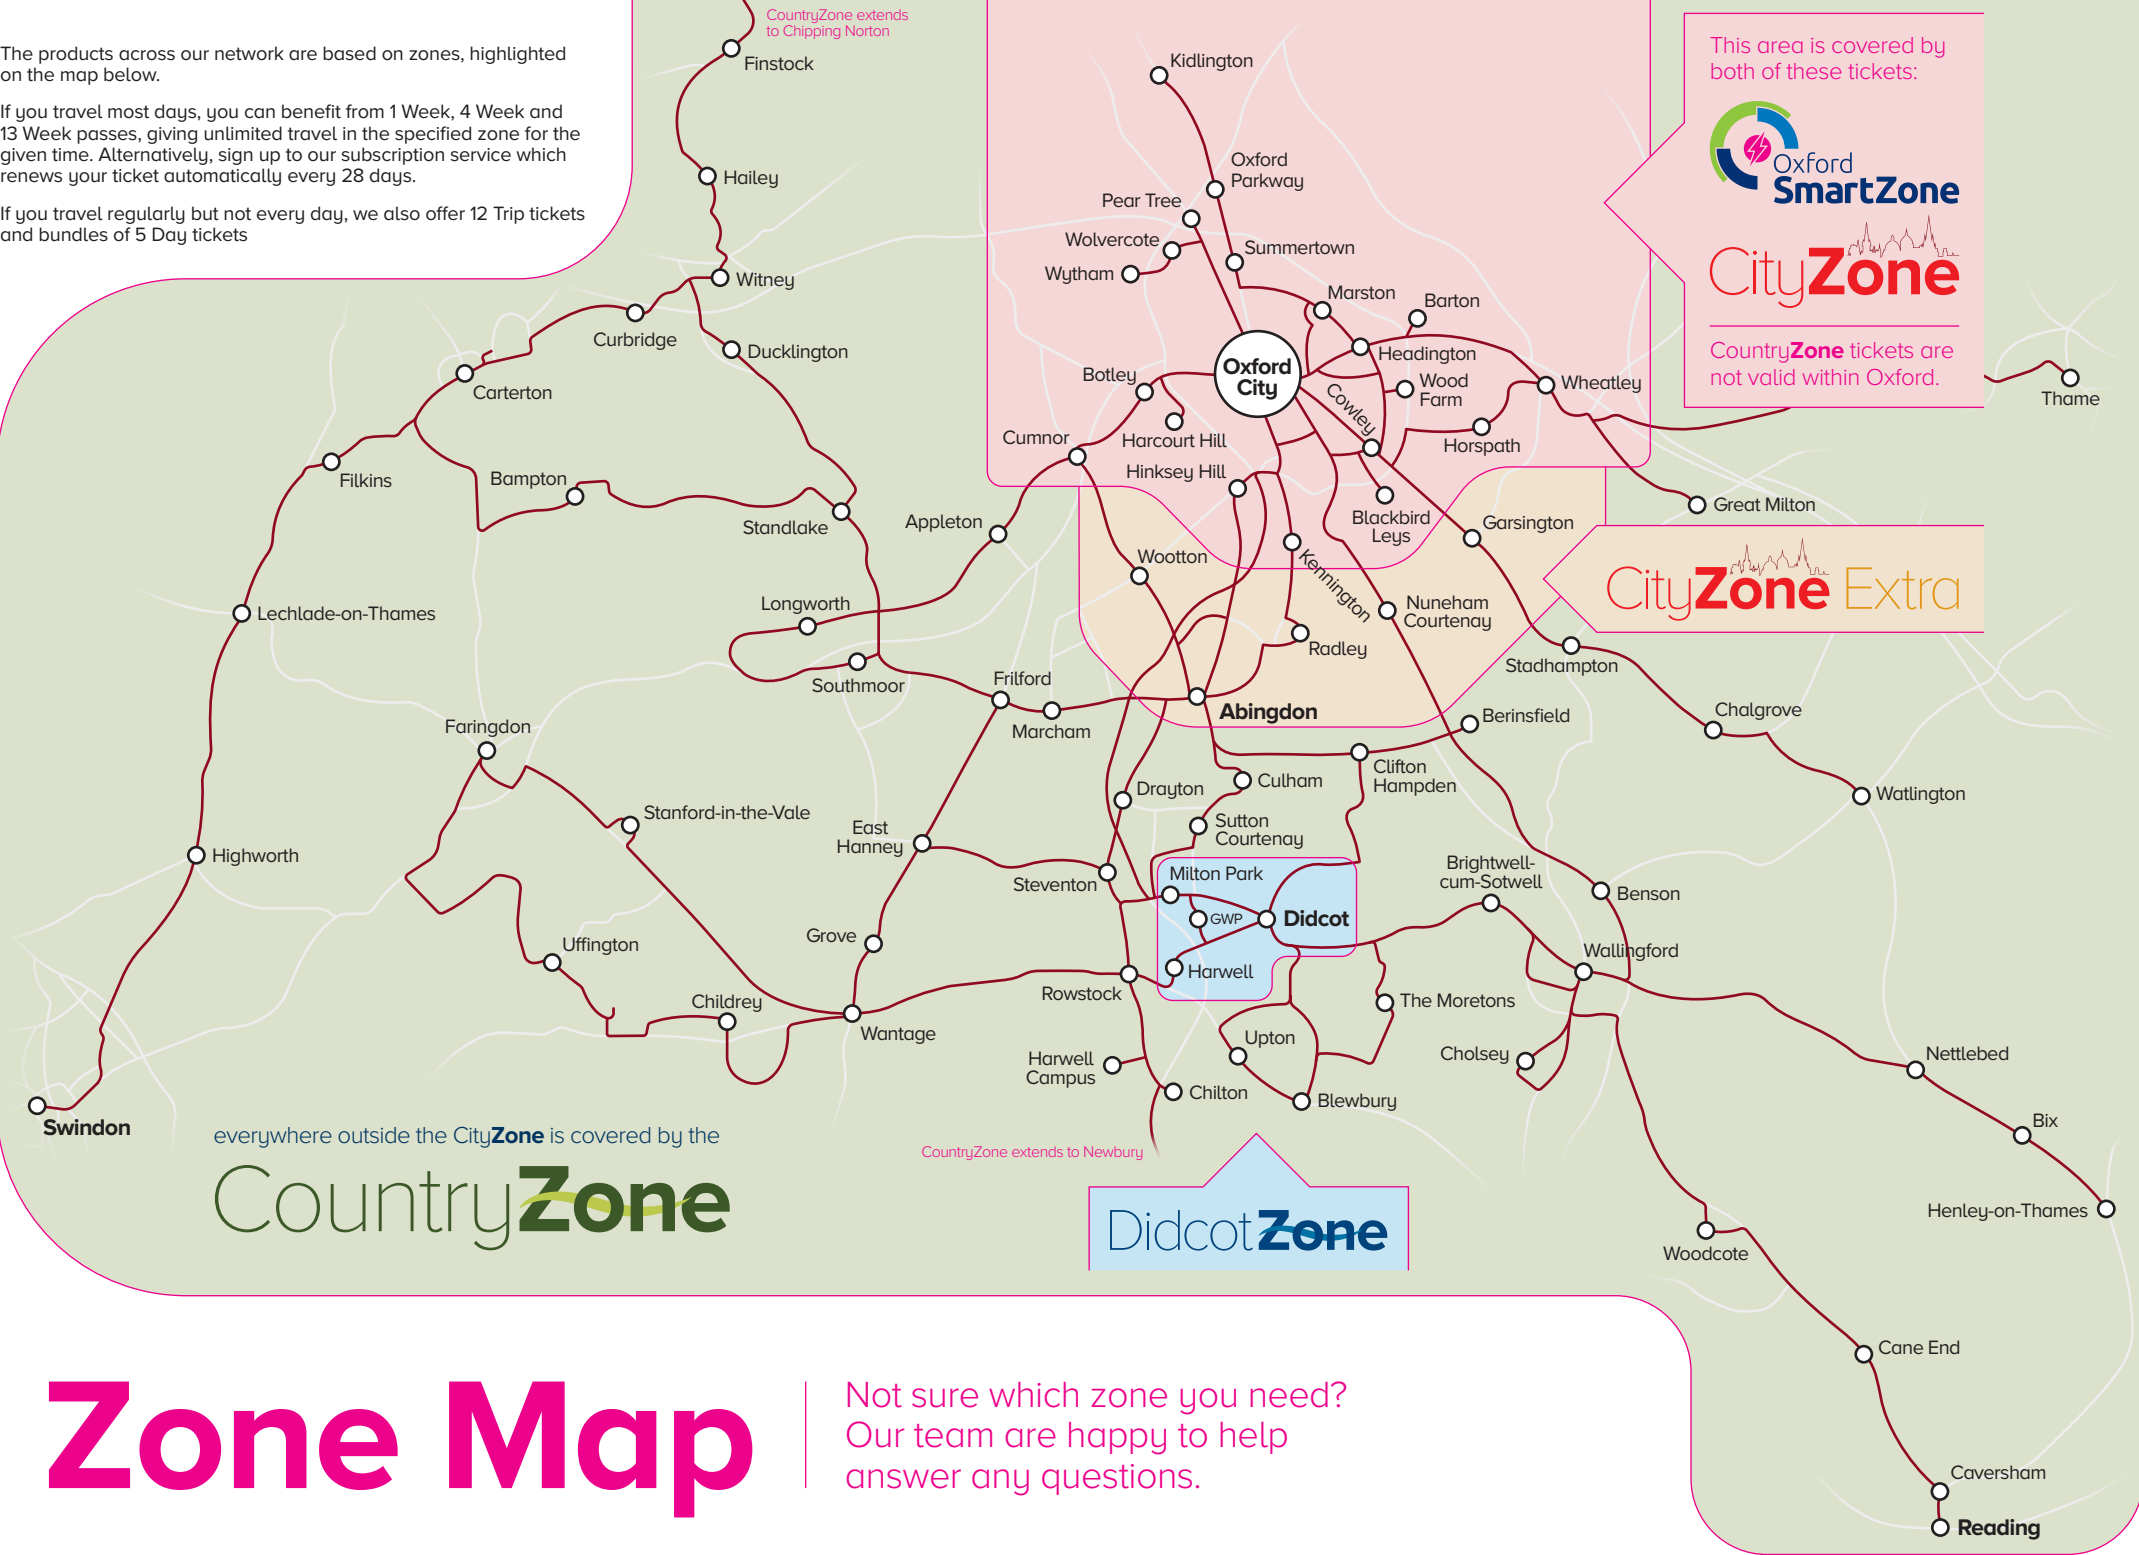 The products across our network are based on zones, highlighted
on the map below.
If you travel most days, you can benefit from 1 Week, 4 Week and
13 Week passes, giving unlimited travel in the specified zone for the
given time. Alternatively, sign up to our subscription service which
renews your ticket automatically every 28 days.
If you travel regularly but not every day, we also offer 12 Trip tickets
and bundles of 5 Day tickets
CountryZone extends
to Chipping Norton
Finstock
Hailey
Witney
Curbridge
Ducklington
Carterton
Filkins
Bampton
Standlake
Lechlade-on-Thames
Longworth
Southmoor
Appleton
Frilford
Marcham
Faringdon
Stanford-in-the-Vale
East
Hanney
Highworth
Uffington
Grove
Childrey
Wantage
Swindon
Kidlington
Oxford
Parkway
Pear Tree
Wolvercote
Wytham
Summertown
Marston
Barton
Headington
Oxford
City
Botley
Cumnor
Harcourt Hill
Hinksey Hill
Cowley
Wood
Farm
Wheatley
Horspath
Blackbird
Leys
Garsington
Great Milton
Thame
Wootton
Kennington
Nuneham
Courtenay
Radley
Stadhampton
Abingdon
Berinsfield
Chalgrove
Watlington
Clifton
Hampden
Culham
Drayton
Sutton
Courtenay
Steventon
Milton Park
GWP
Didcot
Harwell
Rowstock
Brightwell-
cum-Sotwell
Benson
Wallingford
The Moretons
Upton
Cholsey
Harwell
Campus
Chilton
Blewbury
Nettlebed
Bix
Henley-on-Thames
Woodcote
Cane End
Caversham
Reading
This area is covered by
both of these tickets:
Oxford
SmartZone
CityZone
CountryZone tickets are
not valid within Oxford.
CityZone Extra
everywhere outside the CityZone is covered by the
CountryZone
CountryZone extends to Newbury
DidcotZone
Zone Map
Not sure which zone you need?
Our team are happy to help
answer any questions.